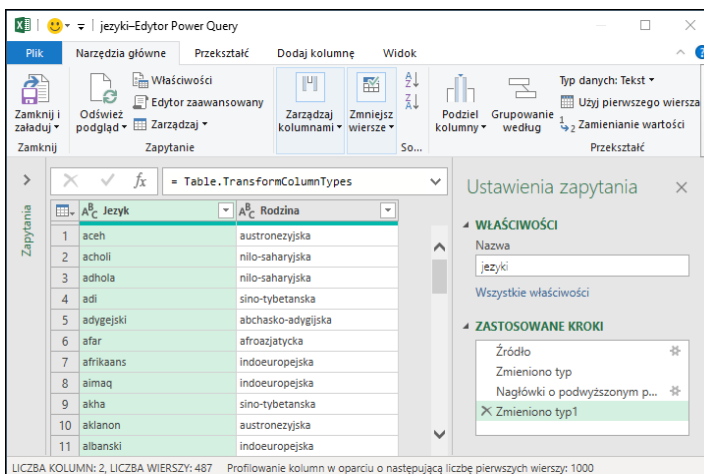 jezyki–Edytor Power Query
Plik Narzędzia główne Przekształć Dodaj kolumnę Widok
Zamknij i załaduj
Odśwież podgląd
Właściwości
Edytor zaawansowany
Zarządzaj
Zarządzaj kolumnami
Zmniejsz wiersze
Podziel kolumny
Grupowanie według
Typ danych: Tekst
Użyj pierwszego wiersza
Zamienianie wartości
Zamknij Zapytanie So... Przekształć
Zapytania
fx = Table.TransformColumnTypes
ABC Jezyk ABC Rodzina
1 aceh austronezyjska
2 acholi nilo-saharyjska
3 adhola nilo-saharyjska
4 adi sino-tybetanska
5 adygejski abchasko-adygijska
6 afar afroazjatycka
7 afrikaans indoeuropejska
8 aimaq indoeuropejska
9 akha sino-tybetanska
10 aklanon austronezyjska
11 albanski indoeuropejska
Ustawienia zapytania
WŁAŚCIWOŚCI
Nazwa
jezyki
Wszystkie właściwości
ZASTOSOWANE KROKI
Źródło
Zmieniono typ
Nagłówki o podwyższonym p...
Zmieniono typ1
LICZBA KOLUMN: 2, LICZBA WIERSZY: 487 Profilowanie kolumn w oparciu o następującą liczbę pierwszych wierszy: 1000